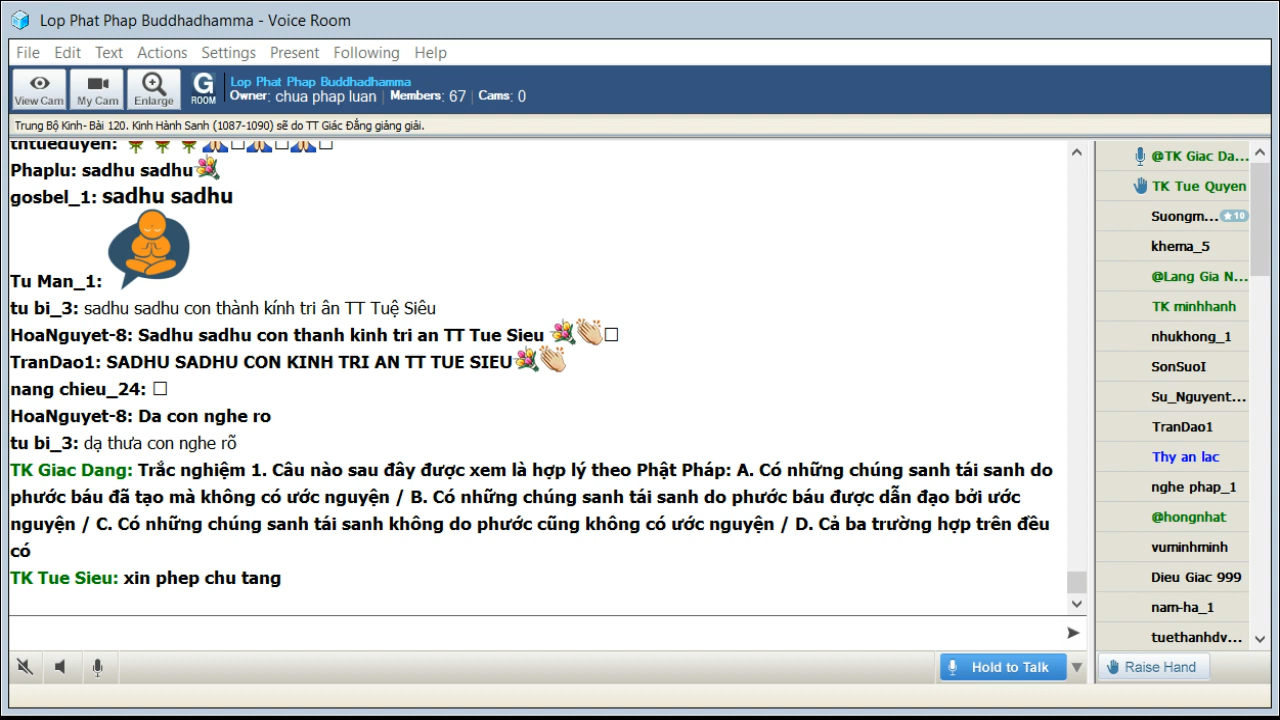 Lop Phat Phap Buddhadhamma - Voice Room
File Edit Text Actions Settings Present Following Help
View Cam My Cam Enlarge G ROOM
Lop Phat Phap Buddhadhamma
Owner: chua phap luan | Members: 67 | Cams: 0
Trung Bộ Kinh- Bài 120. Kinh Hành Sanh (1087-1090) sẽ do TT Giác Đẳng giảng giải.
thtueduyen:
Phaplu: sadhu sadhu
gosbel_1: sadhu sadhu
Tu Man_1:
tu bi_3: sadhu sadhu con thành kính tri ân TT Tuệ Siêu
HoaNguyet-8: Sadhu sadhu con thanh kinh tri an TT Tue Sieu
TranDao1: SADHU SADHU CON KINH TRI AN TT TUE SIEU
nang chieu_24:
HoaNguyet-8: Da con nghe ro
tu bi_3: dạ thưa con nghe rõ
TK Giac Dang: Trắc nghiệm 1. Câu nào sau đây được xem là hợp lý theo Phật Pháp: A. Có những chúng sanh tái sanh do
phước báu đã tạo mà không có ước nguyện / B. Có những chúng sanh tái sanh do phước báu được dẫn đạo bởi ước
nguyện / C. Có những chúng sanh tái sanh không do phước cũng không có ước nguyện / D. Cả ba trường hợp trên đều
có
TK Tue Sieu: xin phep chu tang
Hold to Talk
@TK Giac Da...
TK Tue Quyen
Suongm... ★10
khema_5
@Lang Gia N...
TK minhhanh
nhukhong_1
SonSuoI
Su_Nguyent...
TranDao1
Thy an lac
nghe phap_1
@hongnhat
vuminhminh
Dieu Giac 999
nam-ha_1
tuethanhdv...
Raise Hand